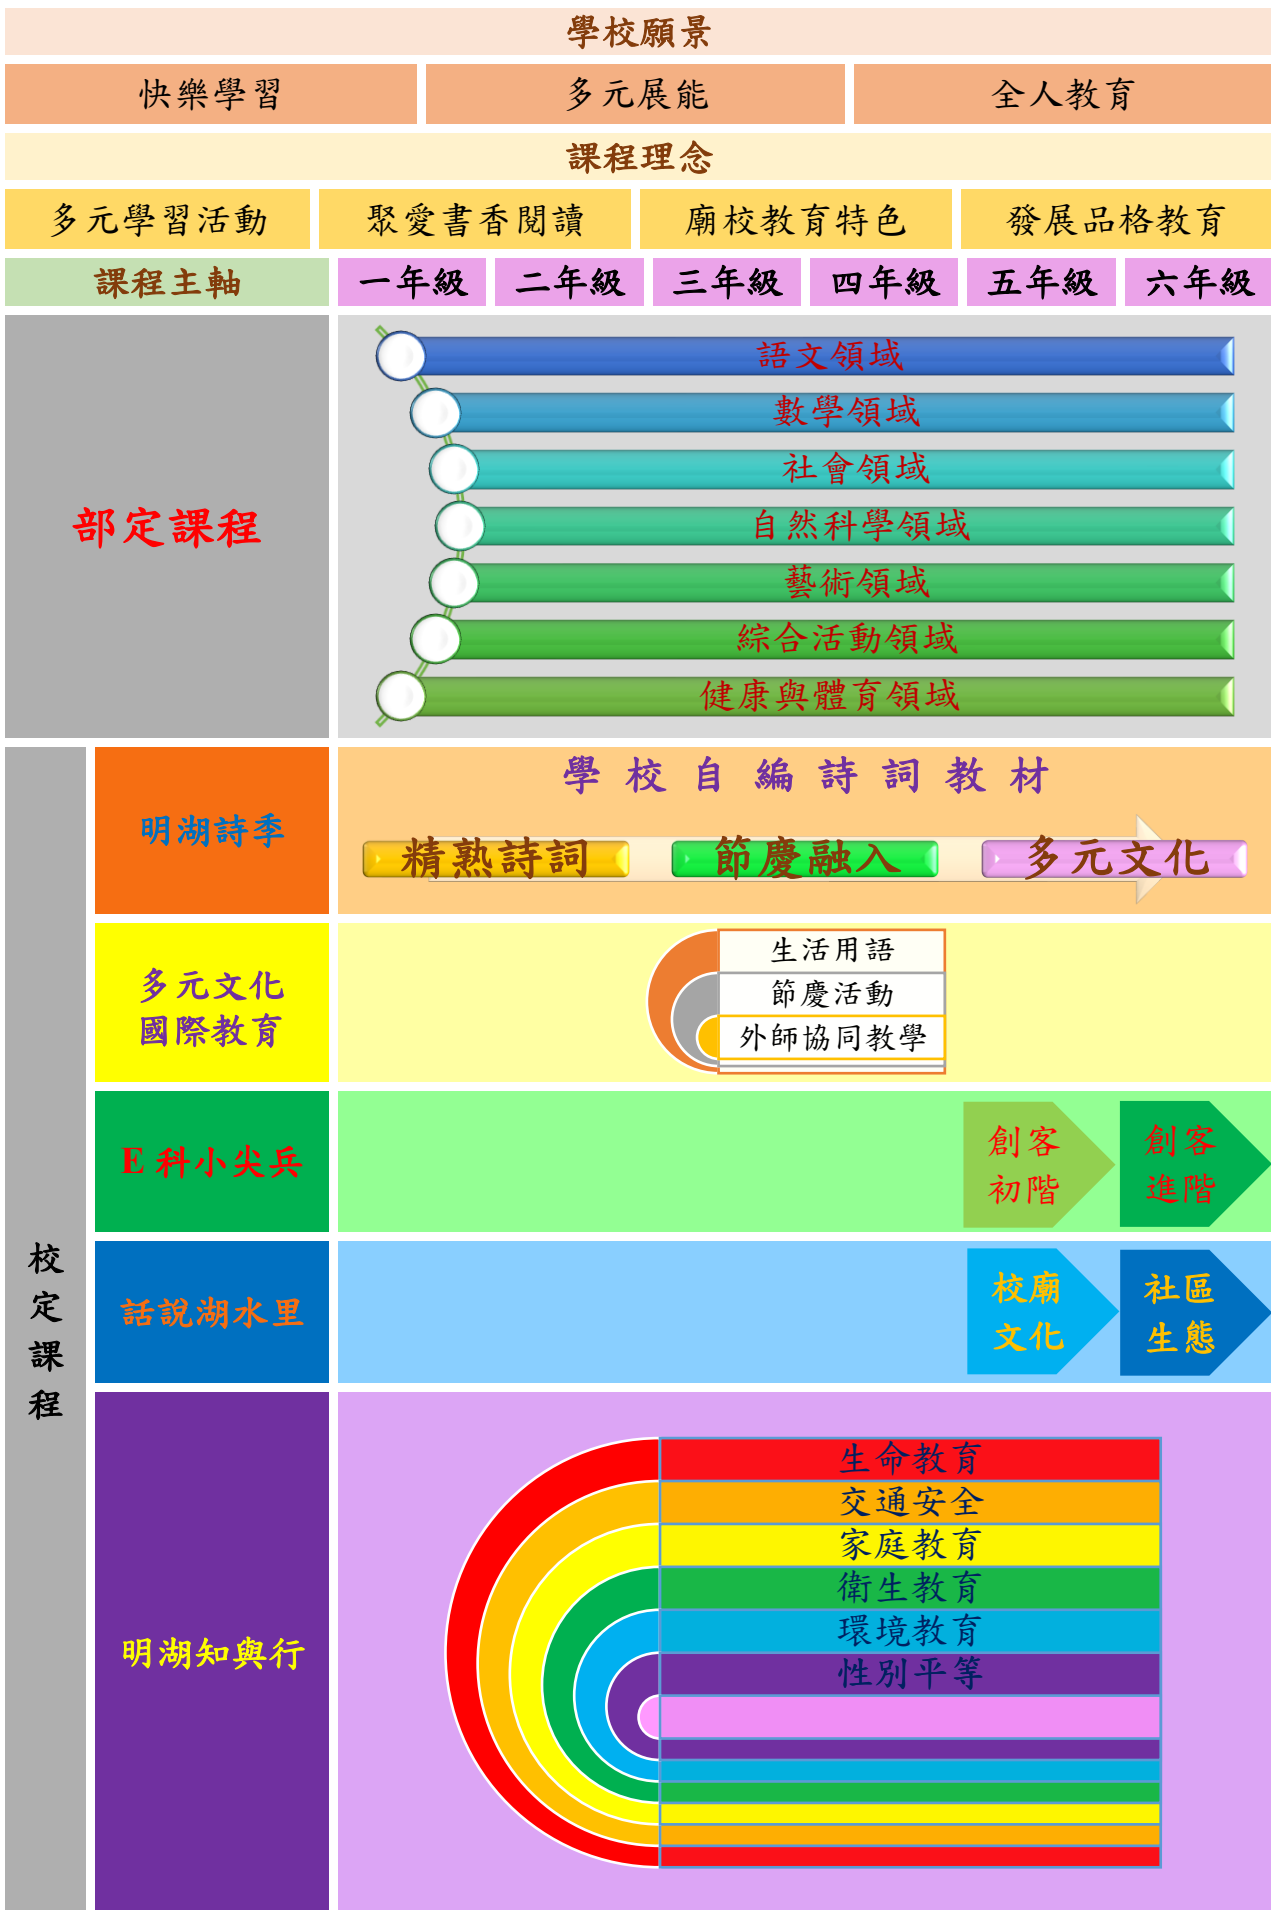 學校願景
快樂學習 多元展能 全人教育
課程理念
多元學習活動 聚愛書香閱讀 廟校教育特色 發展品格教育
課程主軸 一年級 二年級 三年級 四年級 五年級 六年級
部定課程
語文領域
數學領域
社會領域
自然科學領域
藝術領域
綜合活動領域
健康與體育領域
校定課程
明湖詩季
學校自編詩詞教材
精熟詩詞 節慶融入 多元文化
多元文化
國際教育
生活用語
節慶活動
外師協同教學
E科小尖兵
創客
初階
創客
進階
話說湖水里
校廟
文化
社區
生態
明湖知與行
生命教育
交通安全
家庭教育
衛生教育
環境教育
性別平等